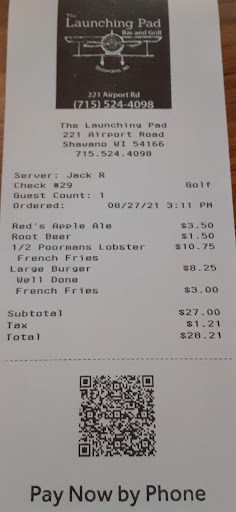 The
Launching Pad
Bar and Grill
Shawano, WI
221 Airport Rd
(715) 524-4098
The Launching Pad
221 Airport Road
Shawano WI 54166
715.524.4098
Server: Jack R
Check #29 Golf
Guest Count: 1
Ordered: 08/27/21 3:11 PM
Red's Apple Ale $3.50
Root Beer $1.50
1/2 Poormans Lobster $10.75
French Fries
Large Burger $8.25
Well Done
French Fries $3.00
Subtotal $27.00
Tax $1.21
Total $28.21
Pay Now by Phone